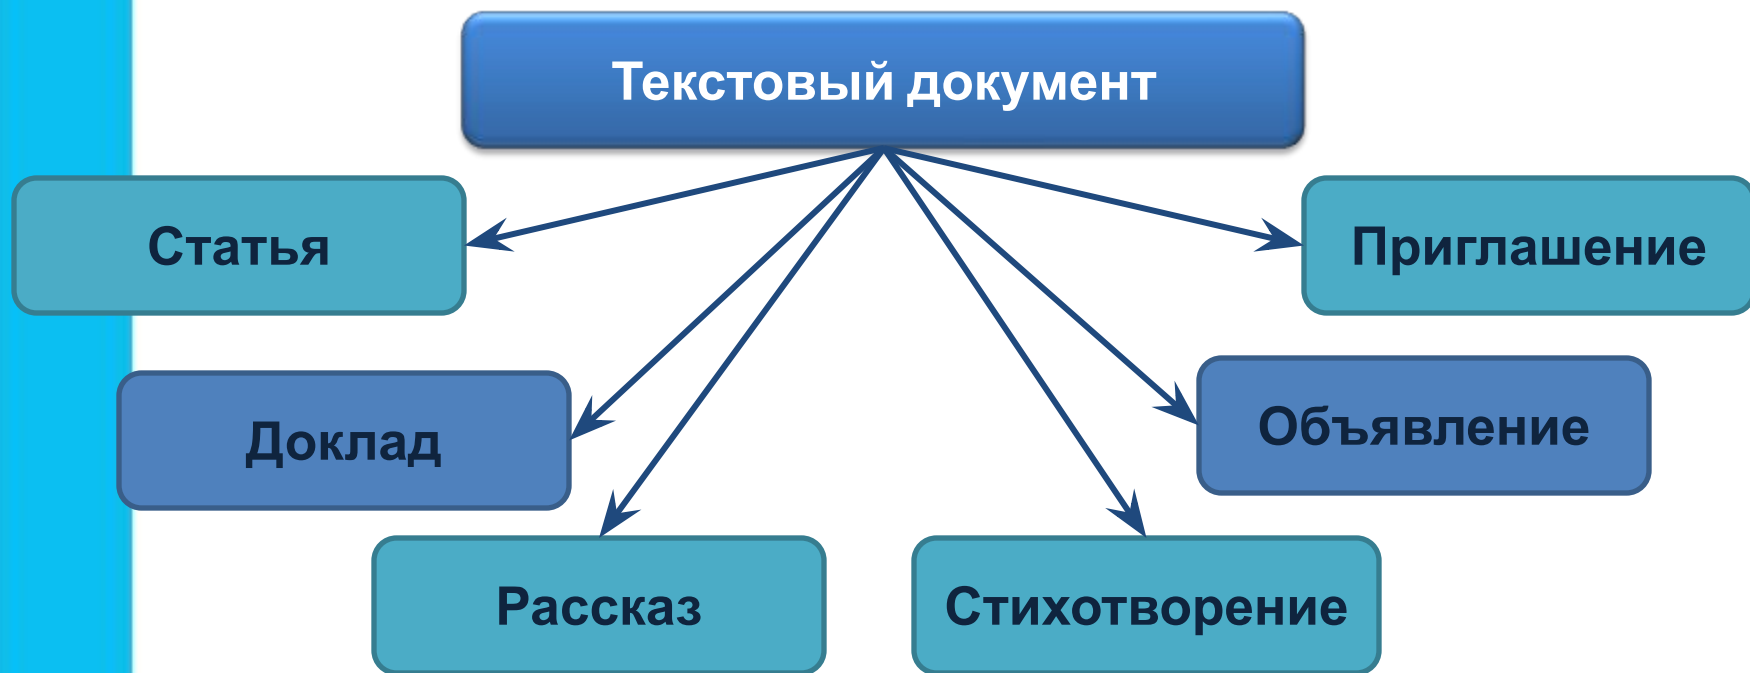 Текстовый документ
Статья
Приглашение
Доклад
Объявление
Рассказ
Стихотворение